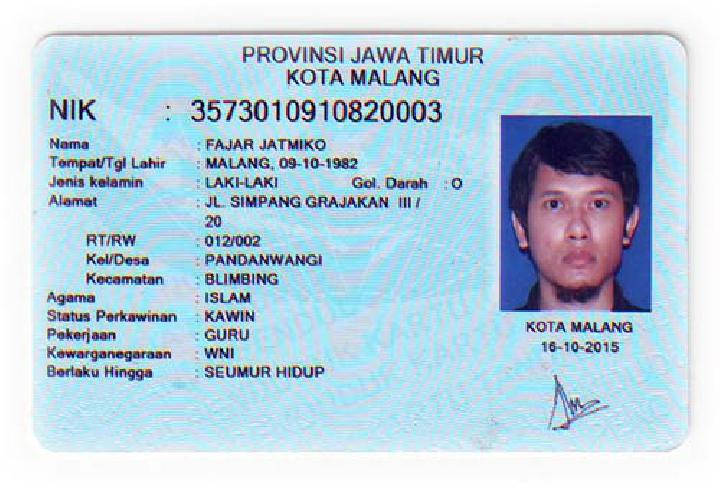 PROVINSI JAWA TIMUR
KOTA MALANG
NIK : 3573010910820003
Nama : FAJAR JATMIKO
Tempat/Tgl Lahir : MALANG, 09-10-1982
Jenis kelamin : LAKI-LAKI Gol. Darah : O
Alamat : JL. SIMPANG GRAJAKAN III /
20
RT/RW : 012/002
Kel/Desa : PANDANWANGI
Kecamatan : BLIMBING
Agama : ISLAM
Status Perkawinan : KAWIN
Pekerjaan : GURU
Kewarganegaraan : WNI
Berlaku Hingga : SEUMUR HIDUP
KOTA MALANG
16-10-2015